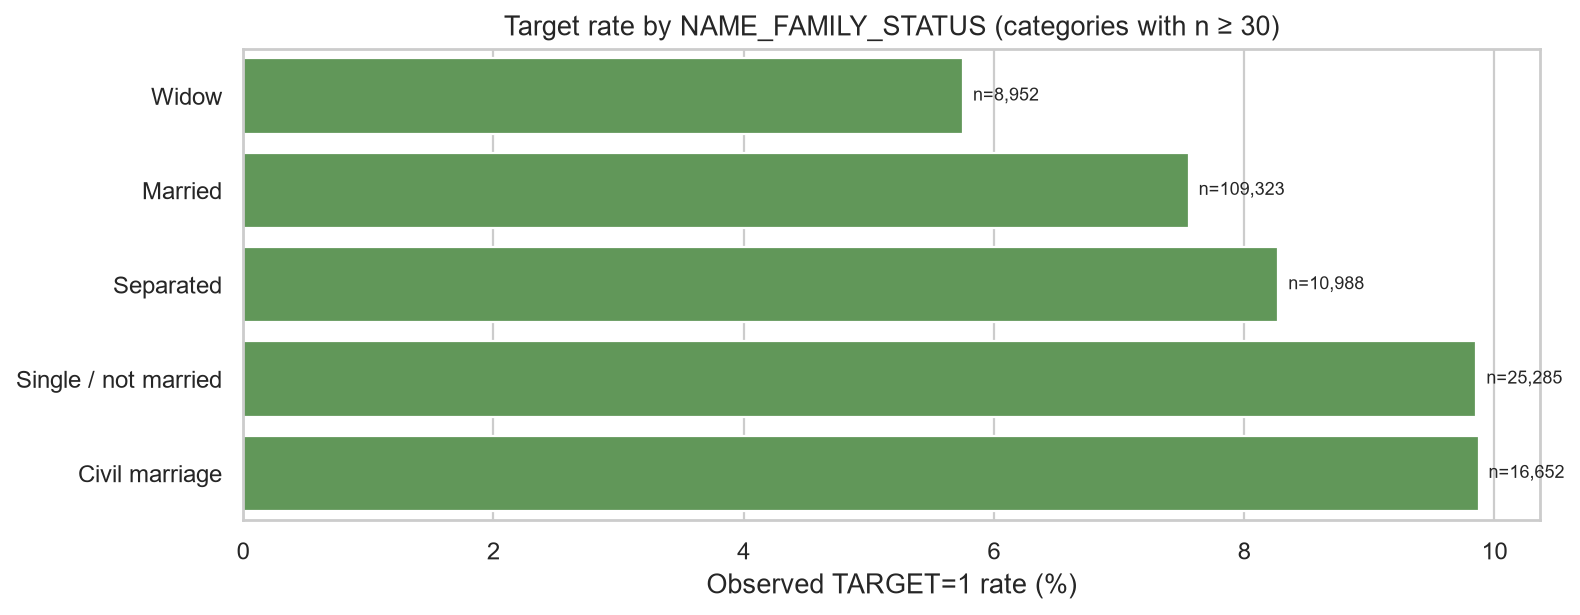 Target rate by NAME_FAMILY_STATUS (categories with n ≥ 30)
Widow
n=8,952
Married
n=109,323
Separated
n=10,988
Single / not married
n=25,285
Civil marriage
n=16,652
0 2 4 6 8 10
Observed TARGET=1 rate (%)